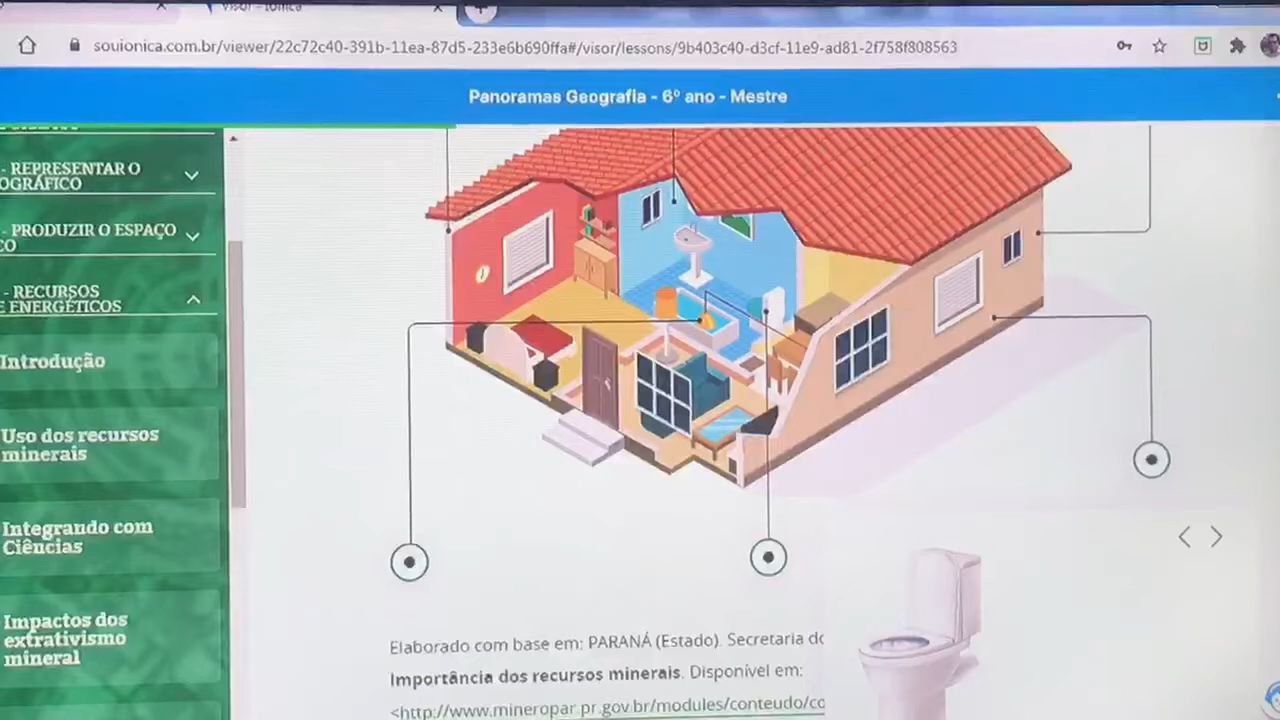 souionica.com.br/viewer/22c72c40-391b-11ea-87d5-233e6b690ffa#/visor/lessons/9b403c40-d3cf-11e9-ad81-2f758f808563
Panoramas Geografia - 6º ano - Mestre
- REPRESENTAR O
OGRÁFICO
- PRODUZIR O ESPAÇO
CO
- RECURSOS
E ENERGÉTICOS
Introdução
Uso dos recursos
minerais
Integrando com
Ciências
Impactos dos
extrativismo
mineral
Elaborado com base em: PARANÁ (Estado). Secretaria do
Importância dos recursos minerais. Disponível em:
<http://www.mineropar.pr.gov.br/modules/conteudo/co